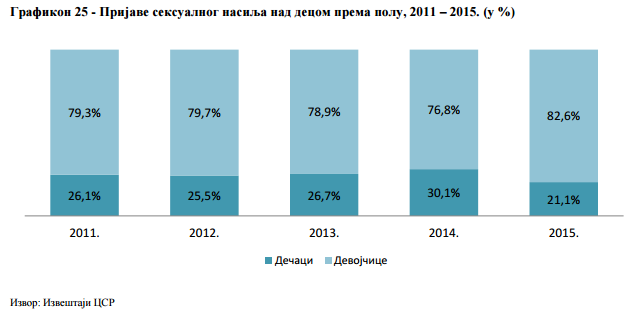 Графикон 25 - Пријаве сексуалног насиља над децом према полу, 2011 – 2015. (у %)
79,3% 79,7% 78,9% 76,8% 82,6%
26,1% 25,5% 26,7% 30,1% 21,1%
2011. 2012. 2013. 2014. 2015.
Дечаци Девојчице
Извор: Извештаји ЦСР